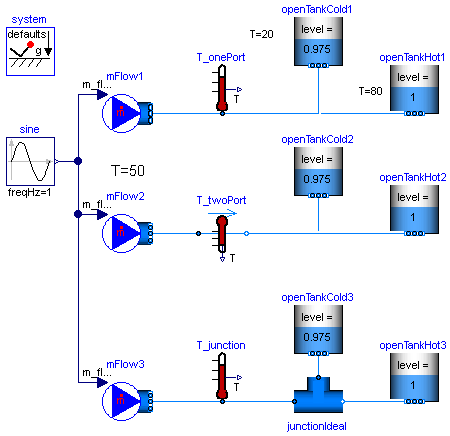 system
defaults
g
openTankCold1
level =
0.975
T=20
T_onePort
T
openTankHot1
level =
1
T=80
mFlow1
m_fl...
m
sine
freqHz=1
T=50
openTankCold2
level =
0.975
T_twoPort
T
openTankHot2
level =
1
mFlow2
m_fl...
m
openTankCold3
level =
0.975
T_junction
T
openTankHot3
level =
1
mFlow3
m_fl...
m
junctionIdeal